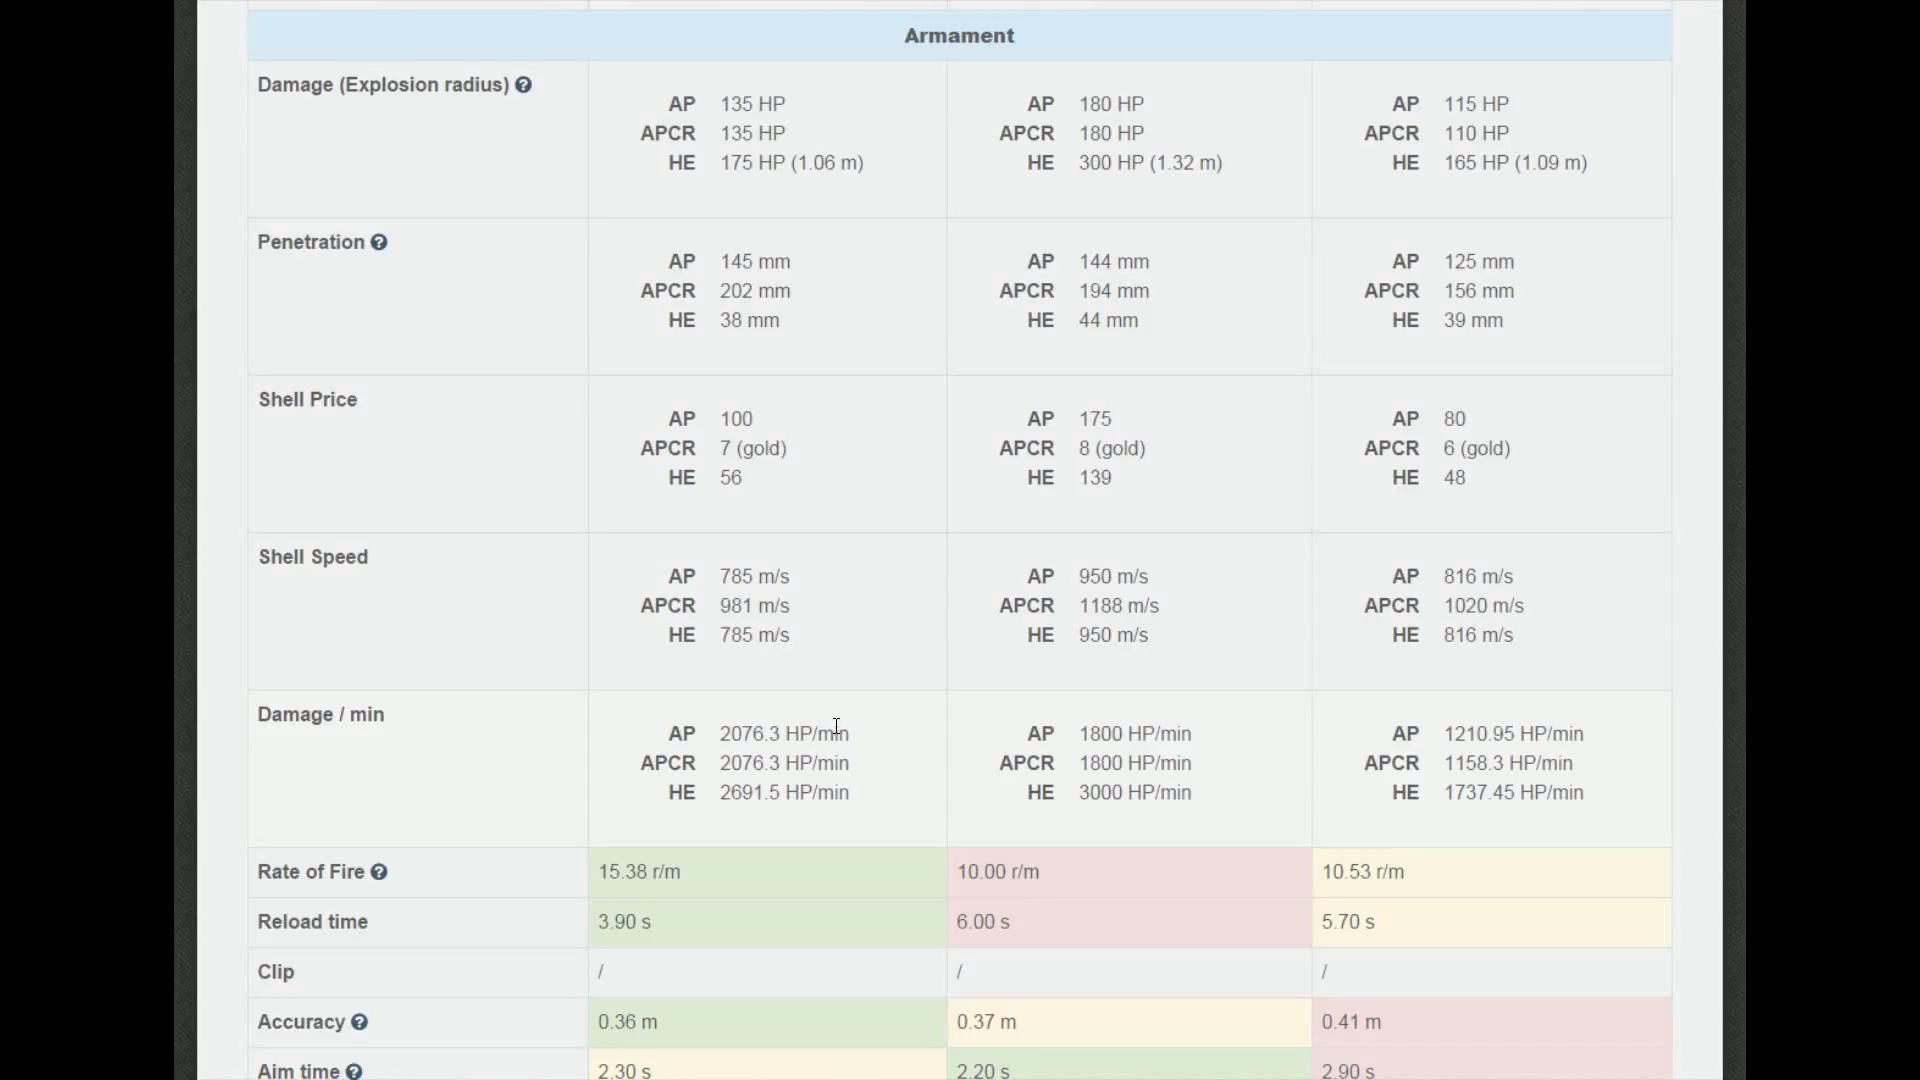 Armament
Damage (Explosion radius)
AP 135 HP AP 180 HP AP 115 HP
APCR 135 HP APCR 180 HP APCR 110 HP
HE 175 HP (1.06 m) HE 300 HP (1.32 m) HE 165 HP (1.09 m)
Penetration
AP 145 mm AP 144 mm AP 125 mm
APCR 202 mm APCR 194 mm APCR 156 mm
HE 38 mm HE 44 mm HE 39 mm
Shell Price
AP 100 AP 175 AP 80
APCR 7 (gold) APCR 8 (gold) APCR 6 (gold)
HE 56 HE 139 HE 48
Shell Speed
AP 785 m/s AP 950 m/s AP 816 m/s
APCR 981 m/s APCR 1188 m/s APCR 1020 m/s
HE 785 m/s HE 950 m/s HE 816 m/s
Damage / min
AP 2076.3 HP/min AP 1800 HP/min AP 1210.95 HP/min
APCR 2076.3 HP/min APCR 1800 HP/min APCR 1158.3 HP/min
HE 2691.5 HP/min HE 3000 HP/min HE 1737.45 HP/min
Rate of Fire 15.38 r/m 10.00 r/m 10.53 r/m
Reload time 3.90 s 6.00 s 5.70 s
Clip / / /
Accuracy 0.36 m 0.37 m 0.41 m
Aim time 2.30 s 2.20 s 2.90 s